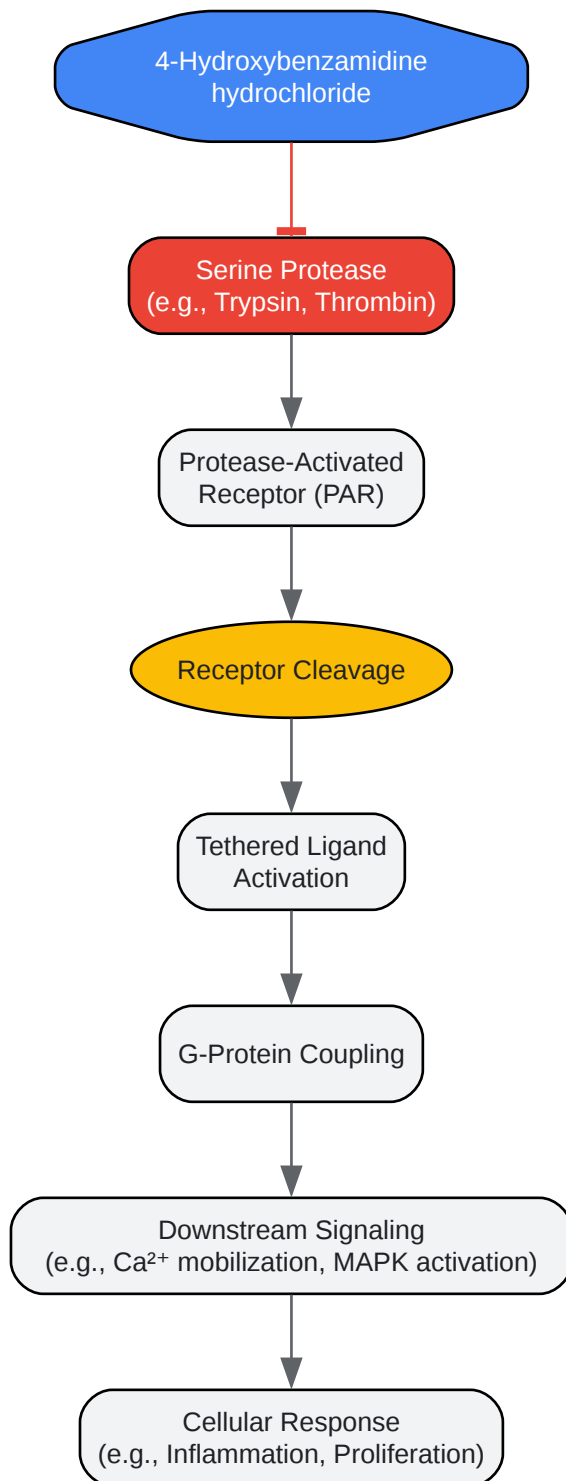 4-Hydroxybenzamidine
hydrochloride
Serine Protease
(e.g., Trypsin, Thrombin)
Protease-Activated
Receptor (PAR)
Receptor Cleavage
Tethered Ligand
Activation
G-Protein Coupling
Downstream Signaling
(e.g., Ca²⁺ mobilization, MAPK activation)
Cellular Response
(e.g., Inflammation, Proliferation)